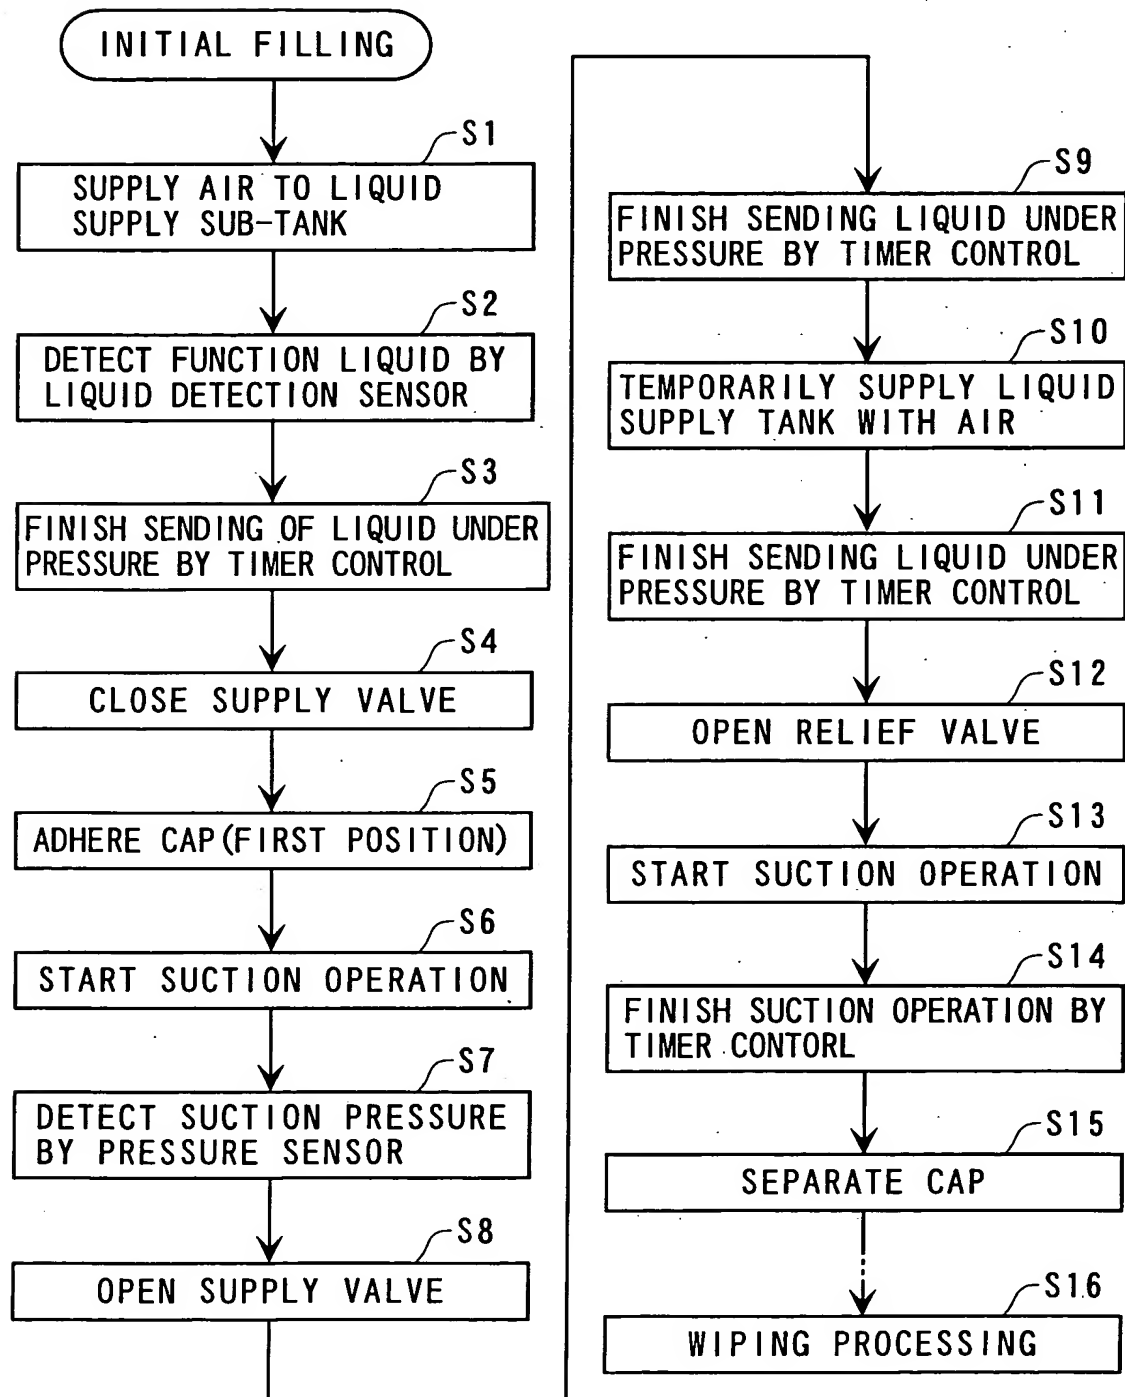 INITIAL FILLING
S1
SUPPLY AIR TO LIQUID
SUPPLY SUB-TANK
S2
DETECT FUNCTION LIQUID BY
LIQUID DETECTION SENSOR
S3
FINISH SENDING OF LIQUID UNDER
PRESSURE BY TIMER CONTROL
S4
CLOSE SUPPLY VALVE
S5
ADHERE CAP(FIRST POSITION)
S6
START SUCTION OPERATION
S7
DETECT SUCTION PRESSURE
BY PRESSURE SENSOR
S8
OPEN SUPPLY VALVE
S9
FINISH SENDING LIQUID UNDER
PRESSURE BY TIMER CONTROL
S10
TEMPORARILY SUPPLY LIQUID
SUPPLY TANK WITH AIR
S11
FINISH SENDING LIQUID UNDER
PRESSURE BY TIMER CONTROL
S12
OPEN RELIEF VALVE
S13
START SUCTION OPERATION
S14
FINISH SUCTION OPERATION BY
TIMER CONTORL
S15
SEPARATE CAP
S16
WIPING PROCESSING